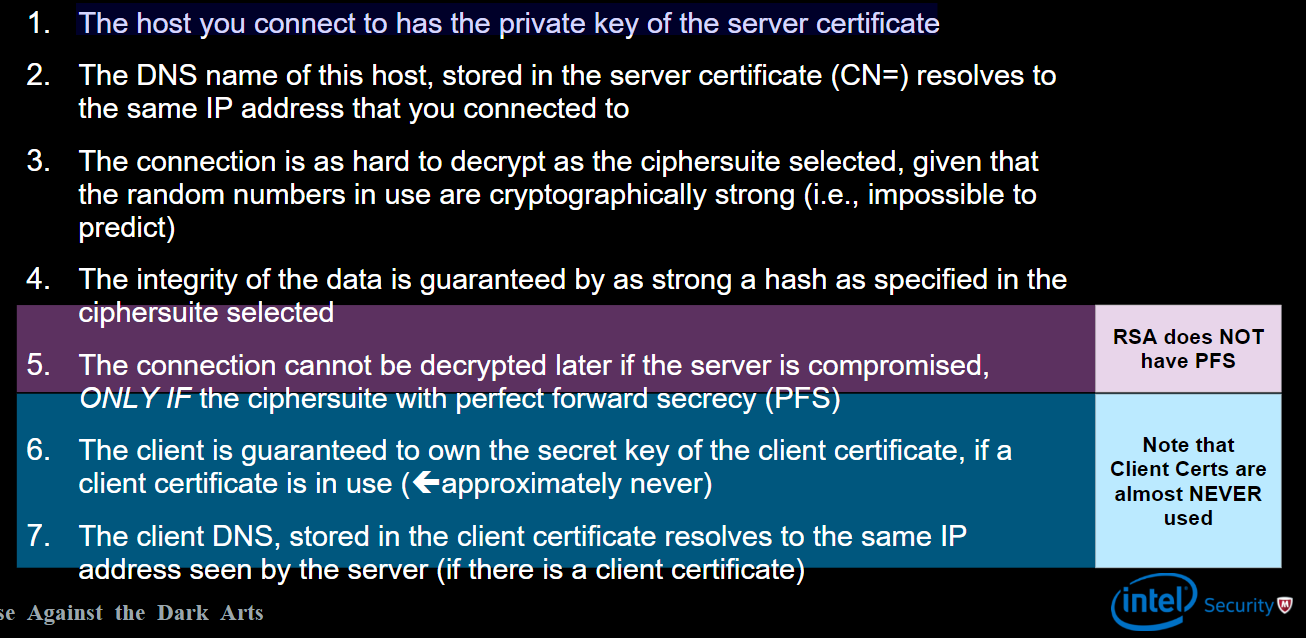 1. The host you connect to has the private key of the server certificate
2. The DNS name of this host, stored in the server certificate (CN=) resolves to
the same IP address that you connected to
3. The connection is as hard to decrypt as the ciphersuite selected, given that
the random numbers in use are cryptographically strong (i.e., impossible to
predict)
4. The integrity of the data is guaranteed by as strong a hash as specified in the
ciphersuite selected
5. The connection cannot be decrypted later if the server is compromised,
ONLY IF the ciphersuite with perfect forward secrecy (PFS)
RSA does NOT
have PFS
6. The client is guaranteed to own the secret key of the client certificate, if a
client certificate is in use (←approximately never)
7. The client DNS, stored in the client certificate resolves to the same IP
address seen by the server (if there is a client certificate)
Note that
Client Certs are
almost NEVER
used
se Against the Dark Arts
intel Security